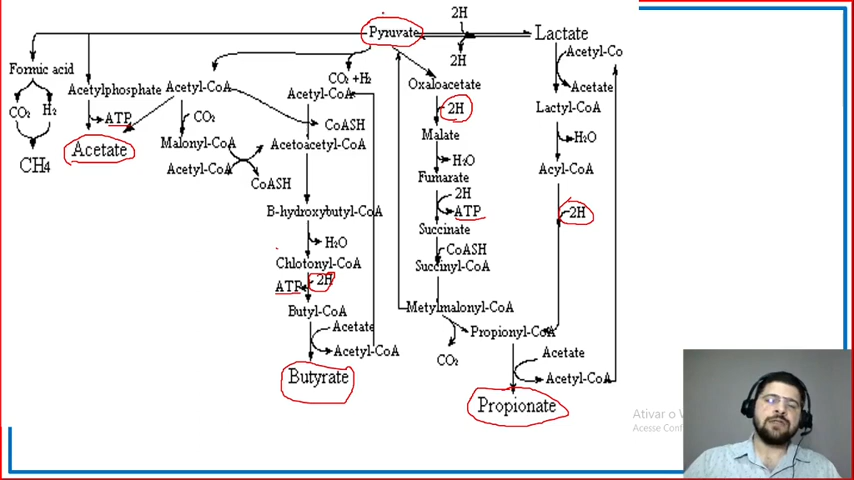 2H
Pyruvate
Lactate
2H
Acetyl-Co
Formic acid
CO2 +H2
Oxaloacetate
Acetylphosphate
Acetyl-CoA
Acetyl-CoA
Acetate
CO2
H2
ATP
CO2
2H
Lactyl-CoA
CoASH
Malate
H2O
Acetate
Malonyl-CoA
Acetoacetyl-CoA
CH4
H2O
Acetyl-CoA
Acyl-CoA
Fumarate
CoASH
2H
ATP
B-hydroxybutyl-CoA
2H
Succinate
H2O
CoASH
Chlotonyl-CoA
Succinyl-CoA
2H
ATP
Butyl-CoA
Metylmalonyl-CoA
Acetate
Propionyl-CoA
Acetyl-CoA
CO2
Acetate
Butyrate
Acetyl-CoA
Propionate
Ativar o
Acesse Conf